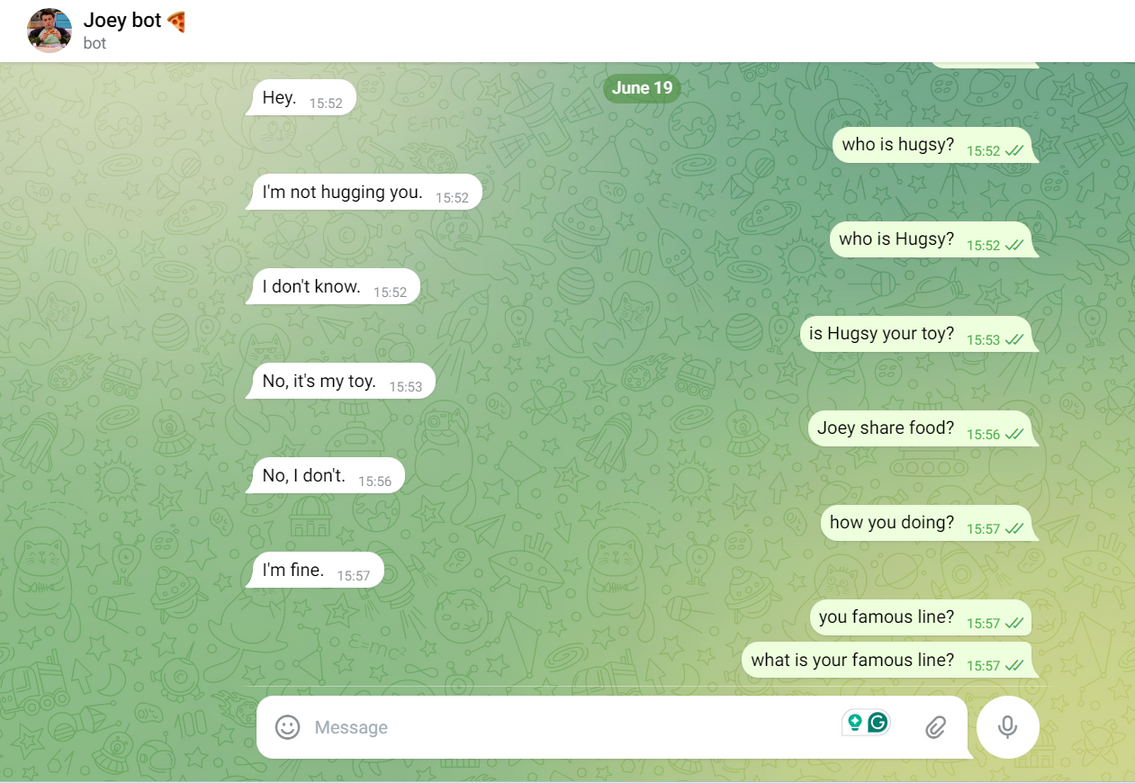 Joey bot 🍕
bot
June 19
Hey. 15:52
who is hugsy? 15:52
I'm not hugging you. 15:52
who is Hugsy? 15:52
I don't know. 15:52
is Hugsy your toy? 15:53
No, it's my toy. 15:53
Joey share food? 15:56
No, I don't. 15:56
how you doing? 15:57
I'm fine. 15:57
you famous line? 15:57
what is your famous line? 15:57
Message